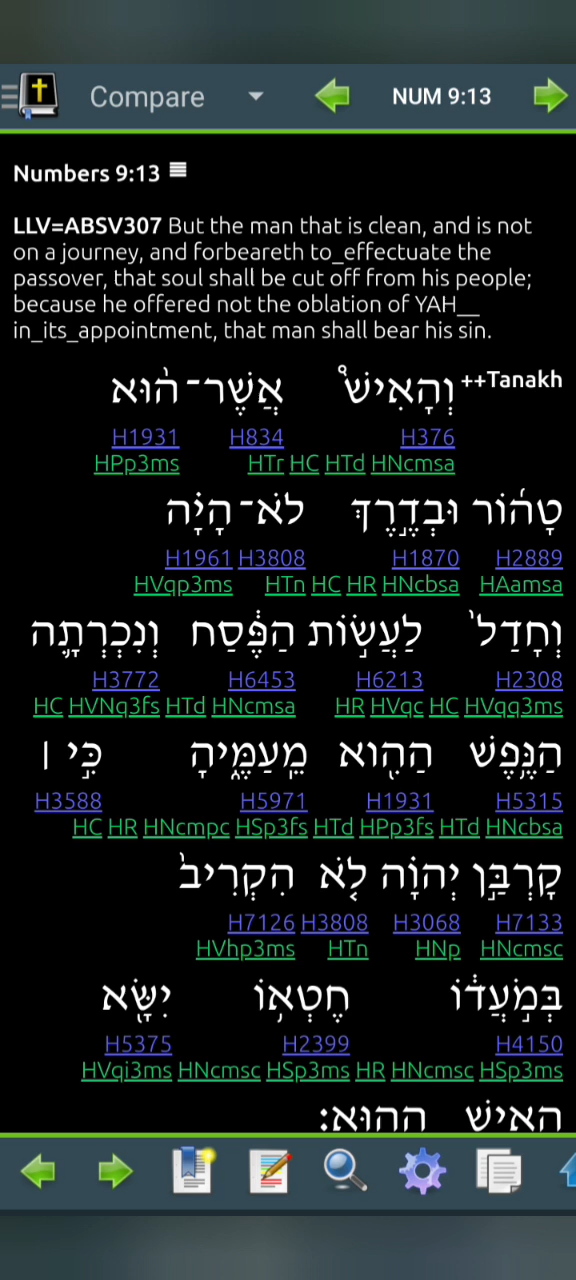 Compare
NUM 9:13
Numbers 9:13
LLV=ABSV307 But the man that is clean, and is not
on a journey, and forbeareth to_effectuate the
passover, that soul shall be cut off from his people;
because he offered not the oblation of YAH__
in_its_appointment, that man shall bear his sin.
++Tanakh וְהָאִישׁ֩ אֲשֶׁר־ה֨וּא
H1931 H834 H376
HPp3ms HTr HC HTd HNcmsa
טָה֜וֹר וּבְדֶ֣רֶךְ לֹא־הָיָ֗ה
H1961 H3808 H1870 H2889
HVqp3ms HTn HC HR HNcbsa HAamsa
וְחָדַל֙ לַעֲשׂ֣וֹת הַפֶּ֔סַח וְנִכְרְתָ֛ה
H3772 H6453 H6213 H2308
HC HVNq3fs HTd HNcmsa HR HVqc HC HVqq3ms
הַנֶּ֥פֶשׁ הַהִ֖וא מֵֽעַמֶּ֑יהָ כִּ֣י ׀
H3588 H5971 H1931 H5315
HC HR HNcmpc HSp3fs HTd HPp3fs HTd HNcbsa
קָרְבַּ֣ן יְהוָ֗ה לֹ֤א הִקְרִיב֙
H7126 H3808 H3068 H7133
HVhp3ms HTn HNp HNcmsc
בְּמֹ֣עֲד֔וֹ חֶטְא֥וֹ יִשָּׂ֖א
H5375 H2399 H4150
HVqi3ms HNcmsc HSp3ms HR HNcmsc HSp3ms
האיש ההוא׃